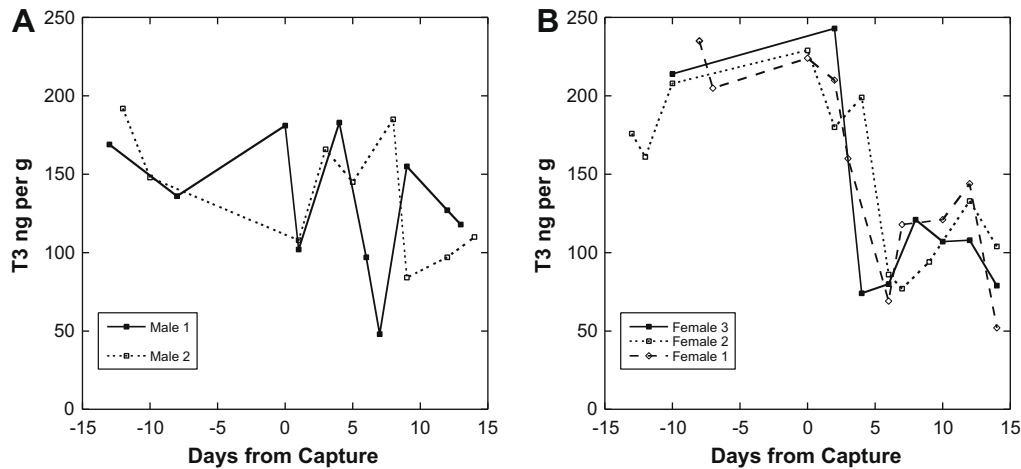 A
T3 ng per g
250
200
150
100
50
0
-15 -10 -5 0 5 10 15
Days from Capture
Male 1
Male 2
B
T3 ng per g
250
200
150
100
50
0
-15 -10 -5 0 5 10 15
Days from Capture
Female 3
Female 2
Female 1